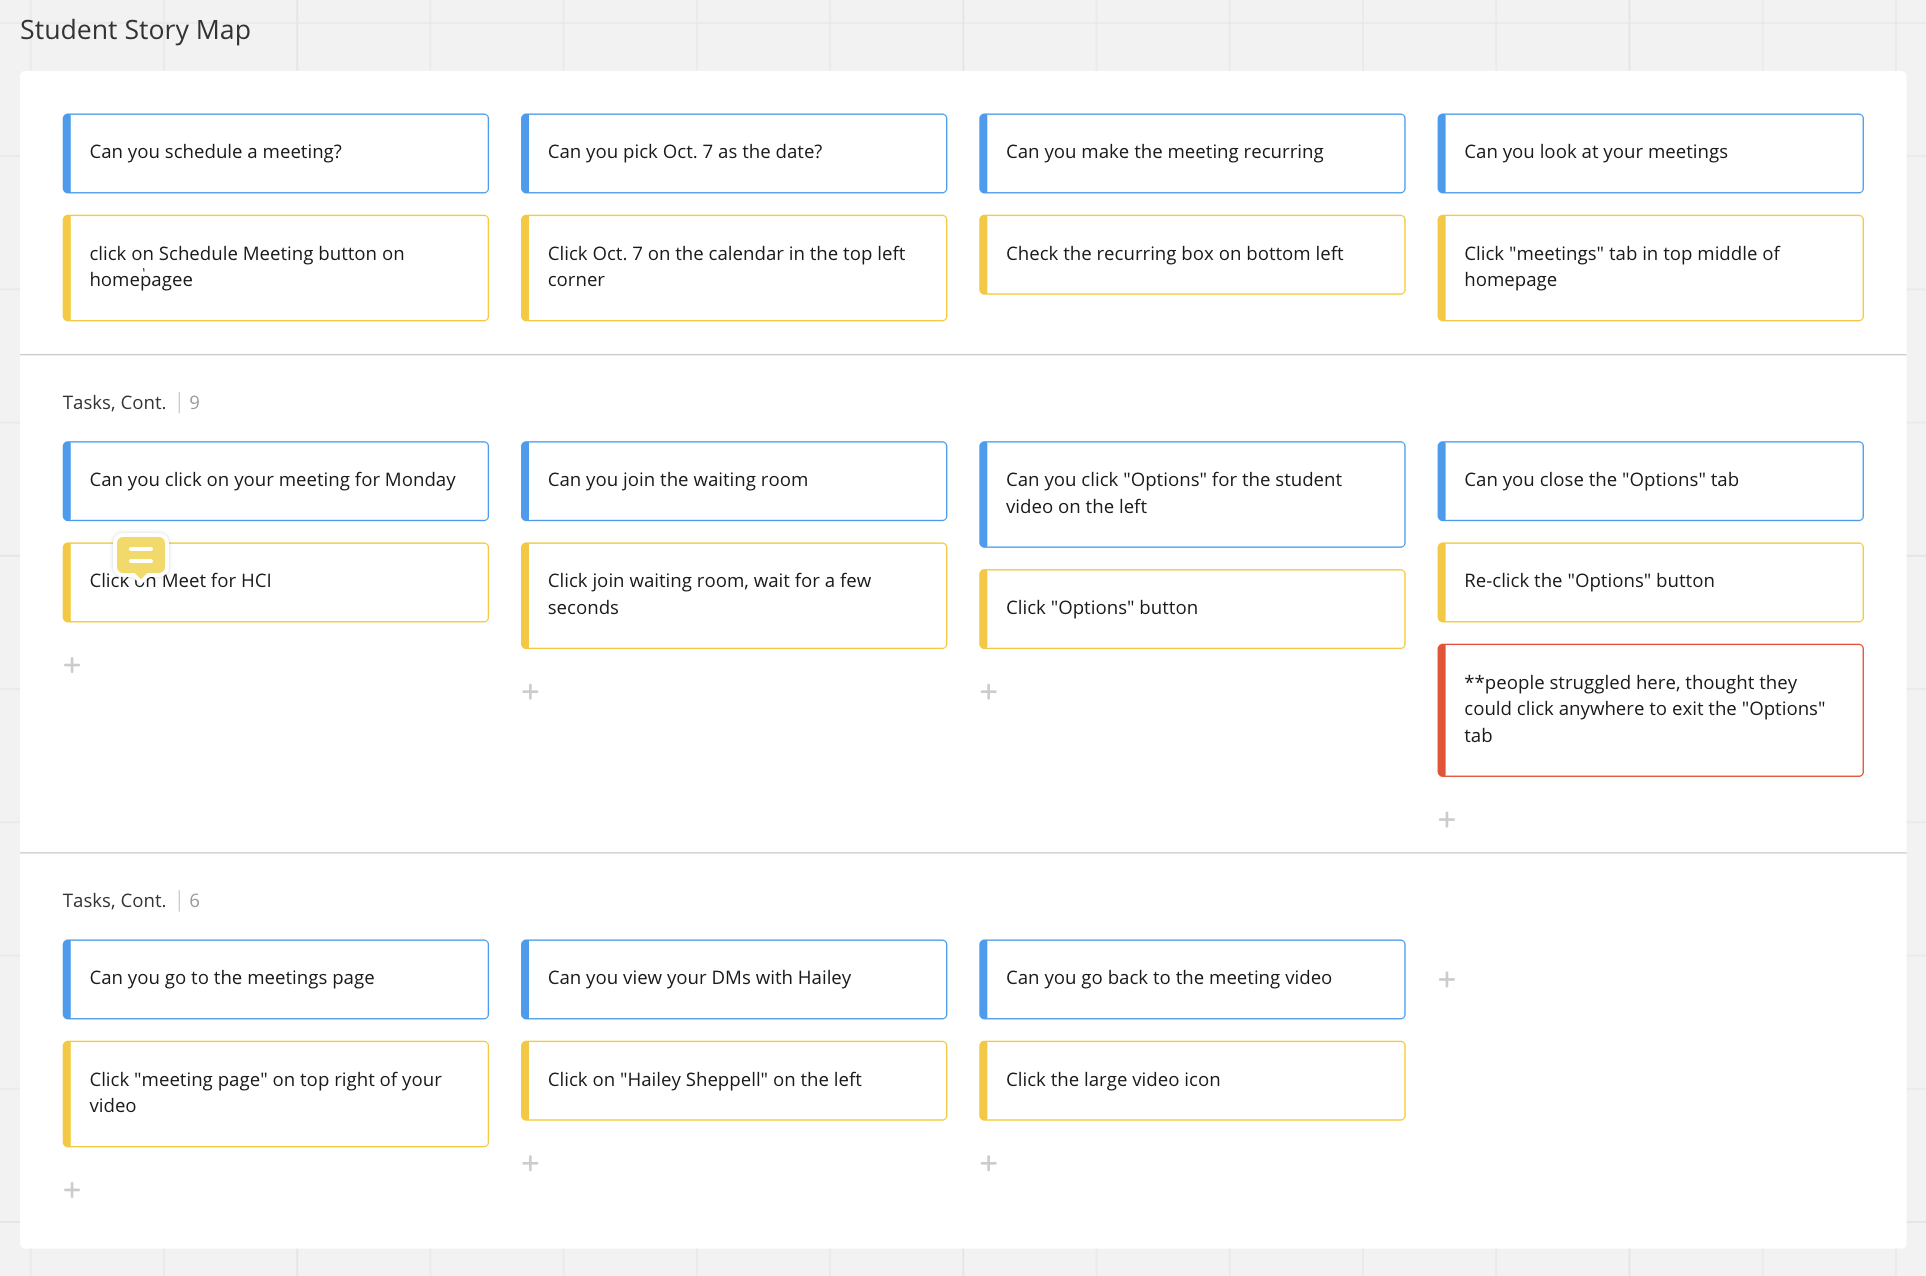 Student Story Map
Can you schedule a meeting?
Can you pick Oct. 7 as the date?
Can you make the meeting recurring
Can you look at your meetings
click on Schedule Meeting button on
homepagee
Click Oct. 7 on the calendar in the top left
corner
Check the recurring box on bottom left
Click "meetings" tab in top middle of
homepage
Tasks, Cont. | 9
Can you click on your meeting for Monday
Can you join the waiting room
Can you click "Options" for the student
video on the left
Can you close the "Options" tab
Click on Meet for HCI
Click join waiting room, wait for a few
seconds
Click "Options" button
Re-click the "Options" button
**people struggled here, thought they
could click anywhere to exit the "Options"
tab
Tasks, Cont. | 6
Can you go to the meetings page
Can you view your DMs with Hailey
Can you go back to the meeting video
Click "meeting page" on top right of your
video
Click on "Hailey Sheppell" on the left
Click the large video icon